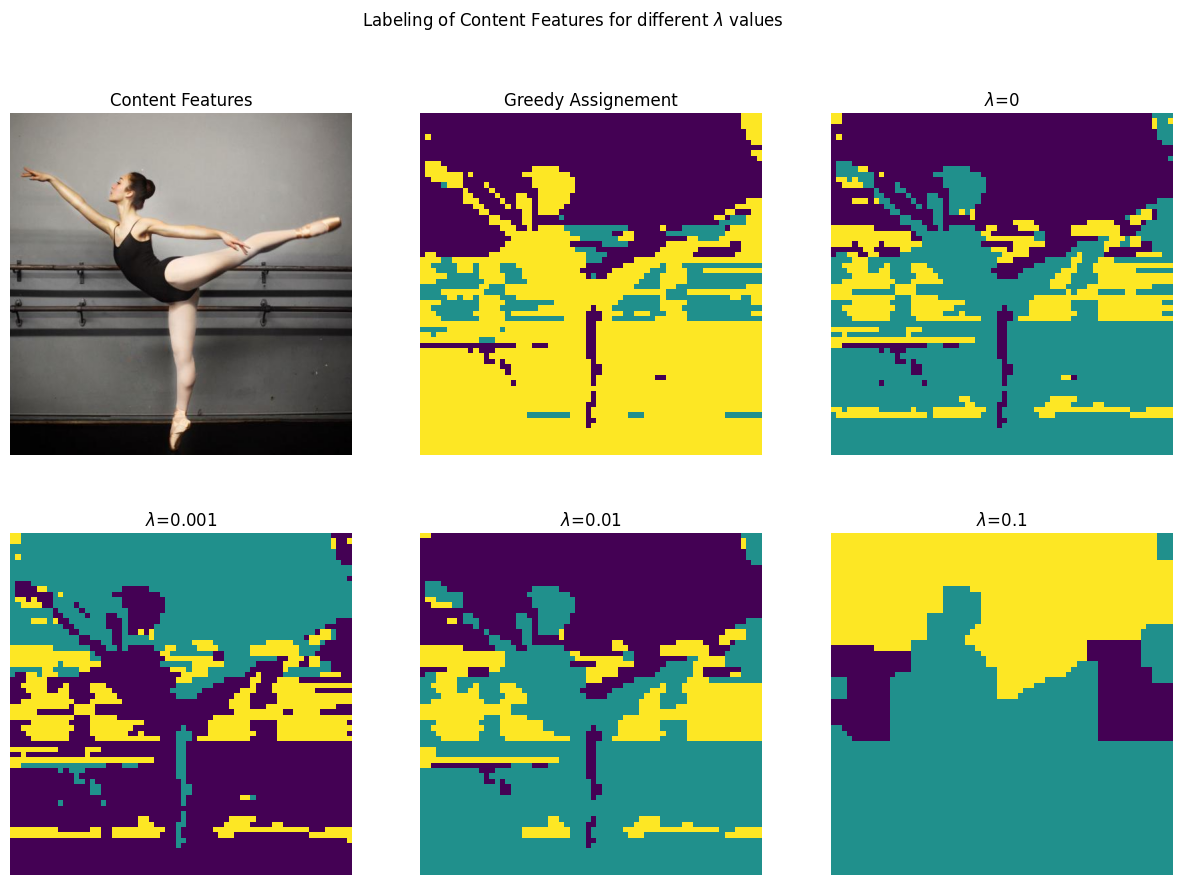 Labeling of Content Features for different λ values
Content Features
Greedy Assignement
λ=0
λ=0.001
λ=0.01
λ=0.1